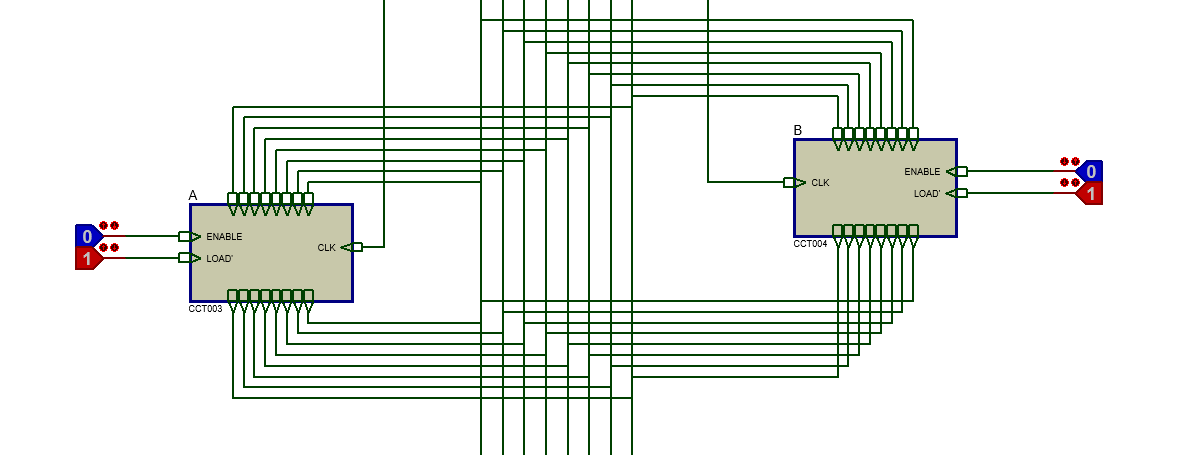 B
0
ENABLE
CLK
LOAD'
1
A
CCT004
0
ENABLE
CLK
1
LOAD'
CCT003